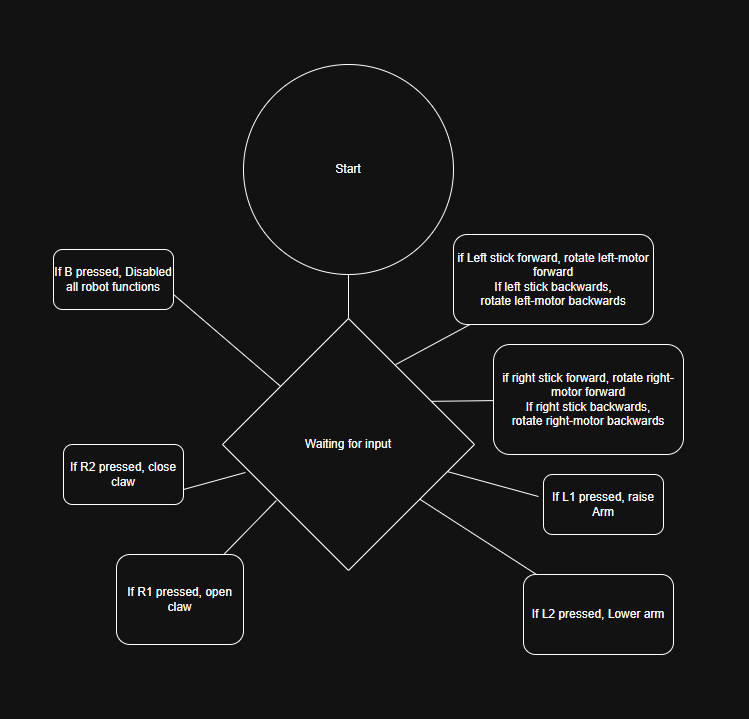 Start
If B pressed, Disabled
all robot functions
if Left stick forward, rotate left-motor
forward
If left stick backwards,
rotate left-motor backwards
if right stick forward, rotate right-
motor forward
If right stick backwards,
rotate right-motor backwards
Waiting for input
If R2 pressed, close
claw
If L1 pressed, raise
Arm
If R1 pressed, open
claw
If L2 pressed, Lower arm